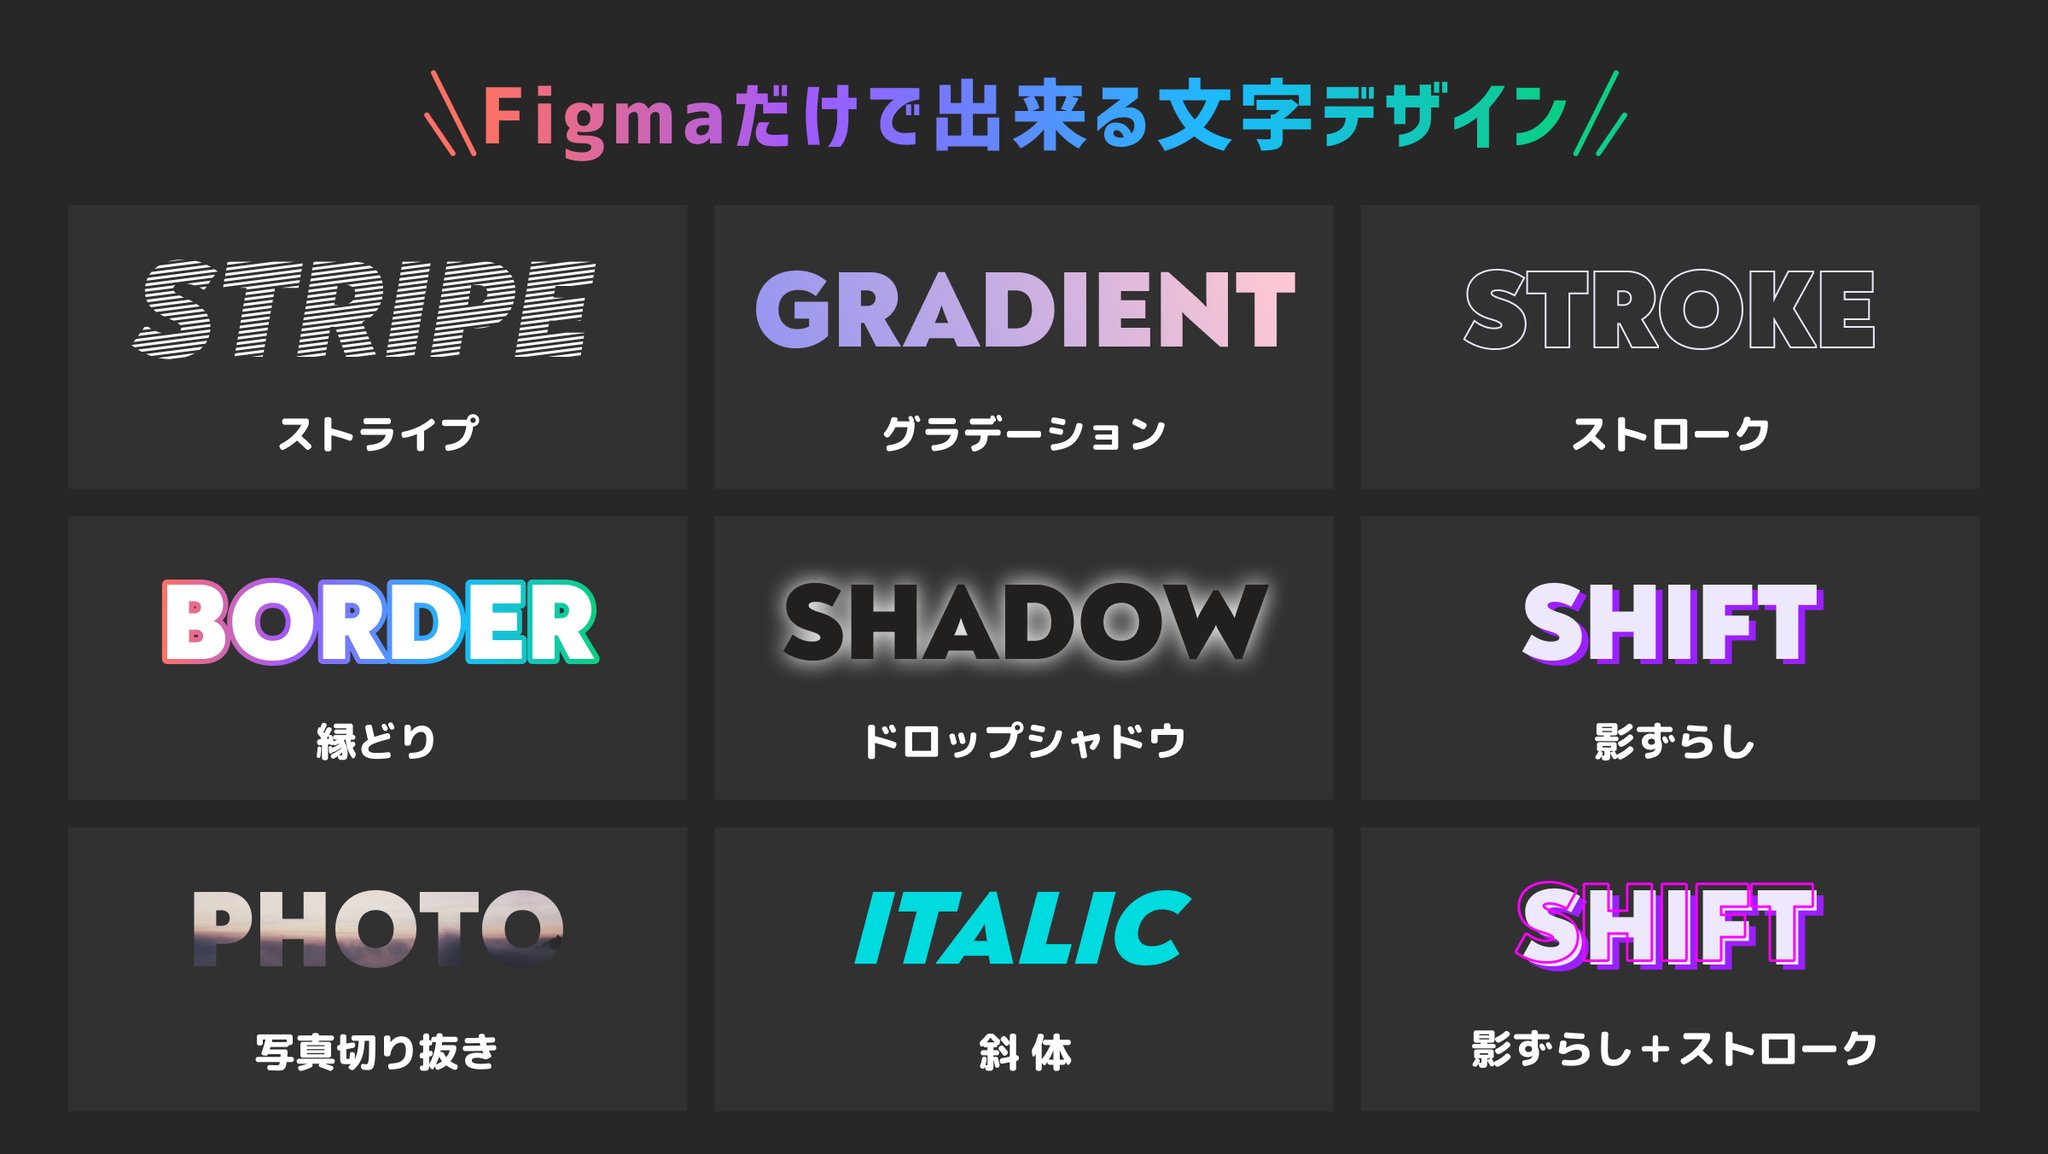 Figmaだけで出来る文字デザイン
STRIPE
ストライプ
GRADIENT
グラデーション
STROKE
ストローク
BORDER
縁どり
SHADOW
ドロップシャドウ
SHIFT
影ずらし
PHOTO
写真切り抜き
ITALIC
斜体
SHIFT
影ずらし+ストローク